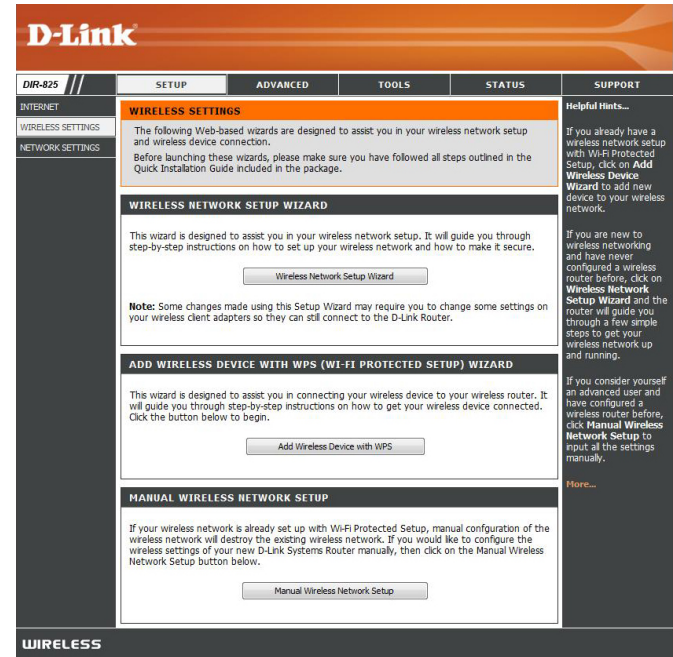 D-Link
DIR-825 //
SETUP
ADVANCED
TOOLS
STATUS
SUPPORT
INTERNET
WIRELESS SETTINGS
NETWORK SETTINGS
WIRELESS SETTINGS
The following Web-based wizards are designed to assist you in your wireless network setup
and wireless device connection.
Before launching these wizards, please make sure you have followed all steps outlined in the
Quick Installation Guide included in the package.
WIRELESS NETWORK SETUP WIZARD
This wizard is designed to assist you in your wireless network setup. It will guide you through
step-by-step instructions on how to set up your wireless network and how to make it secure.
Wireless Network Setup Wizard
Note: Some changes made using this Setup Wizard may require you to change some settings on
your wireless client adapters so they can still connect to the D-Link Router.
ADD WIRELESS DEVICE WITH WPS (WI-FI PROTECTED SETUP) WIZARD
This wizard is designed to assist you in connecting your wireless device to your wireless router. It
will guide you through step-by-step instructions on how to get your wireless device connected.
Click the button below to begin.
Add Wireless Device with WPS
MANUAL WIRELESS NETWORK SETUP
If your wireless network is already set up with Wi-Fi Protected Setup, manual confguration of the
wireless network will destroy the existing wireless network. If you would like to configure the
wireless settings of your new D-Link Systems Router manually, then click on the Manual Wireless
Network Setup button below.
Manual Wireless Network Setup
Helpful Hints...
If you already have a
wireless network setup
with Wi-Fi Protected
Setup, click on Add
Wireless Device
Wizard to add new
device to your wireless
network.
If you are new to
wireless networking
and have never
configured a wireless
router before, click on
Wireless Network
Setup Wizard and the
router will guide you
through a few simple
steps to get your
wireless network up
and running.
If you consider yourself
an advanced user and
have configured a
wireless router before,
click Manual Wireless
Network Setup to
input all the settings
manually.
More...
WIRELESS